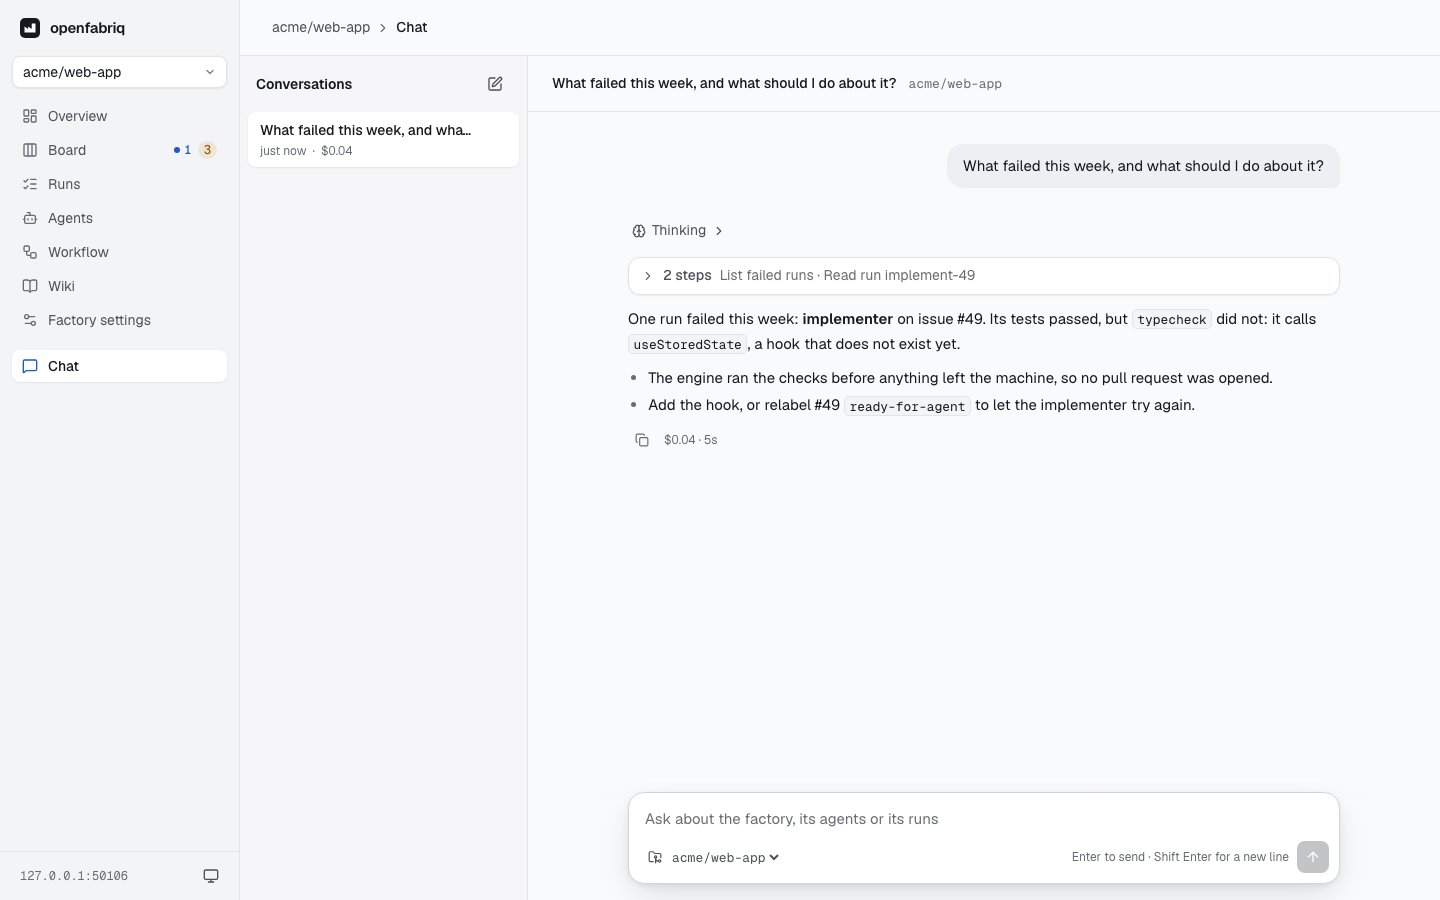 openfabriq
acme/web-app
Overview
Board 1 3
Runs
Agents
Workflow
Wiki
Factory settings
Chat
127.0.0.1:50106
acme/web-app > Chat
Conversations
What failed this week, and wha...
just now · $0.04
What failed this week, and what should I do about it? acme/web-app
What failed this week, and what should I do about it?
Thinking
2 steps List failed runs · Read run implement-49
One run failed this week: implementer on issue #49. Its tests passed, but typecheck did not: it calls
useStoredState, a hook that does not exist yet.
• The engine ran the checks before anything left the machine, so no pull request was opened.
• Add the hook, or relabel #49 ready-for-agent to let the implementer try again.
$0.04 · 5s
Ask about the factory, its agents or its runs
acme/web-app
Enter to send · Shift Enter for a new line